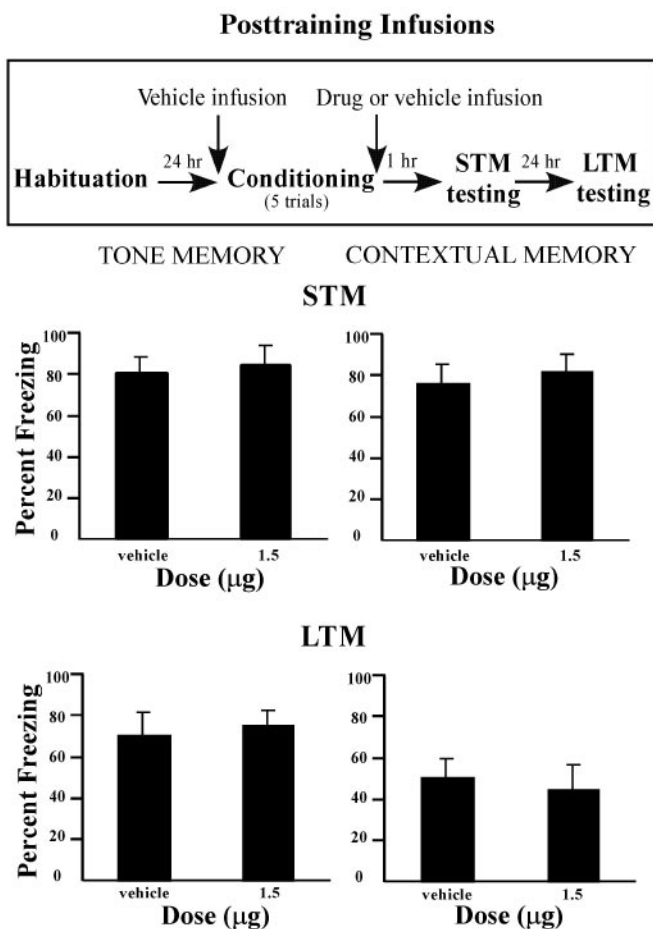 Posttraining Infusions
Vehicle infusion Drug or vehicle infusion
24 hr 1 hr 24 hr
Habituation Conditioning STM LTM
(5 trials) testing testing
TONE MEMORY CONTEXTUAL MEMORY
STM
Percent Freezing
100
80
60
40
20
0
vehicle 1.5
Dose (μg)
100
80
60
40
20
0
vehicle 1.5
Dose (μg)
LTM
Percent Freezing
100
80
60
40
20
0
vehicle 1.5
Dose (μg)
100
80
60
40
20
0
vehicle 1.5
Dose (μg)